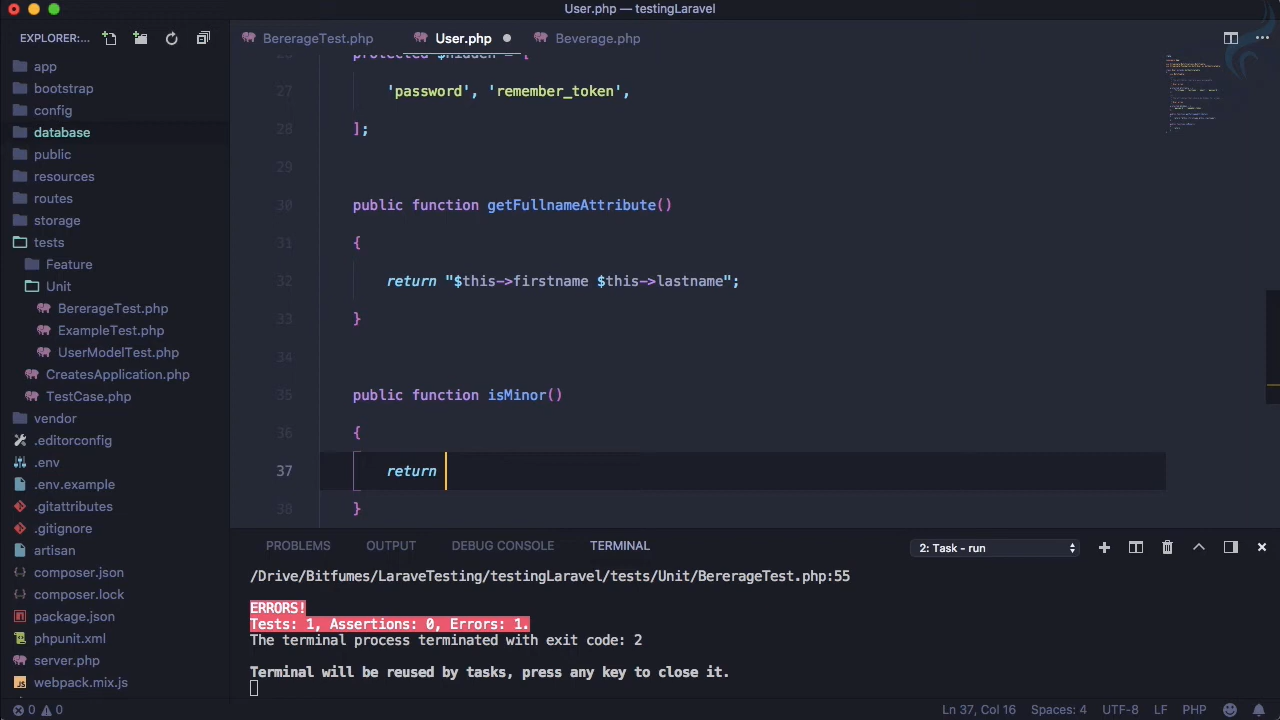 User.php — testingLaravel
EXPLORER:...
BererageTest.php
User.php
Beverage.php
app
bootstrap
config
database
public
resources
routes
storage
tests
Feature
Unit
BererageTest.php
ExampleTest.php
UserModelTest.php
CreatesApplication.php
TestCase.php
vendor
.editorconfig
.env
.env.example
.gitattributes
.gitignore
artisan
composer.json
composer.lock
package.json
phpunit.xml
server.php
webpack.mix.js
26 protected $hidden = [
27 'password', 'remember_token',
28 ];
29
30 public function getFullnameAttribute()
31 {
32 return "$this->firstname $this->lastname";
33 }
34
35 public function isMinor()
36 {
37 return
38 }
PROBLEMS OUTPUT DEBUG CONSOLE TERMINAL 2: Task - run
/Drive/Bitfumes/LaraveTesting/testingLaravel/tests/Unit/BererageTest.php:55
ERRORS!
Tests: 1, Assertions: 0, Errors: 1.
The terminal process terminated with exit code: 2
Terminal will be reused by tasks, press any key to close it.
0 0 Ln 37, Col 16 Spaces: 4 UTF-8 LF PHP